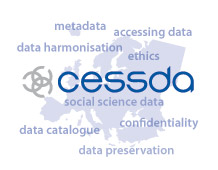 metadata
accessing data
data harmonisation
ethics
cessda
social science data
data catalogue
confidentiality
data preservation